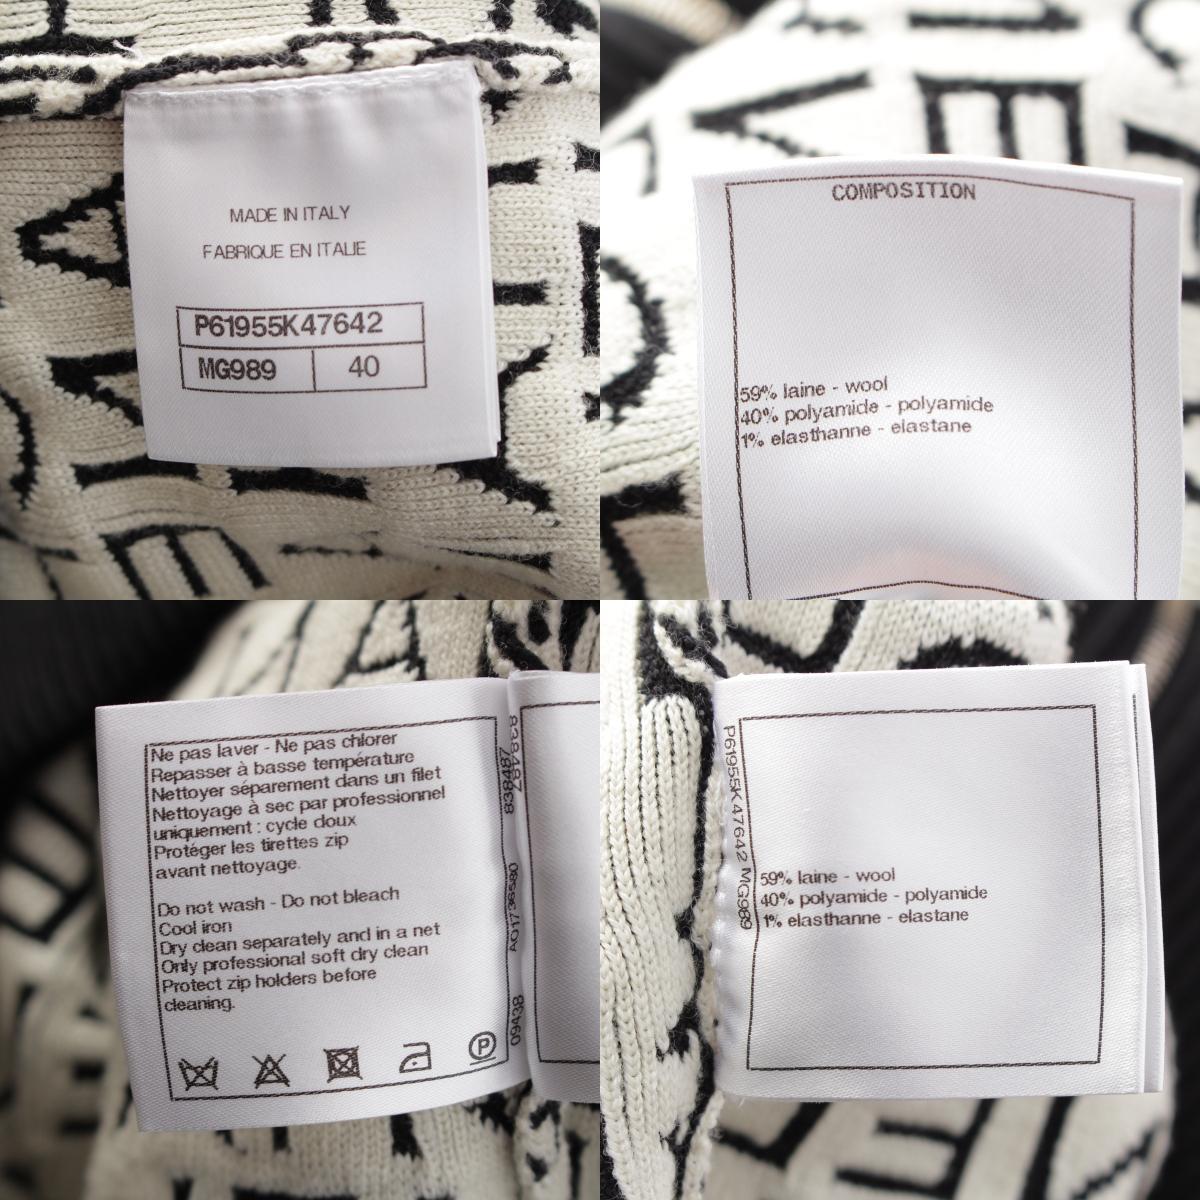 MADE IN ITALY
FABRIQUE EN ITALIE
P61955K47642
MG989 40
COMPOSITION
59% laine - wool
40% polyamide - polyamide
1% elasthanne - elastane
Ne pas laver - Ne pas chlorer
Repasser à basse température
Nettoyer séparement dans un filet
Nettoyage à sec par professionnel
uniquement : cycle doux
Protéger les tirettes zip
avant nettoyage.
Do not wash - Do not bleach
Cool iron
Dry clean separately and in a net
Only professional soft dry clean
Protect zip holders before
cleaning.
P
09438 A01736580 838487
P61955K47642 MG989
59% laine - wool
40% polyamide - polyamide
1% elasthanne - elastane